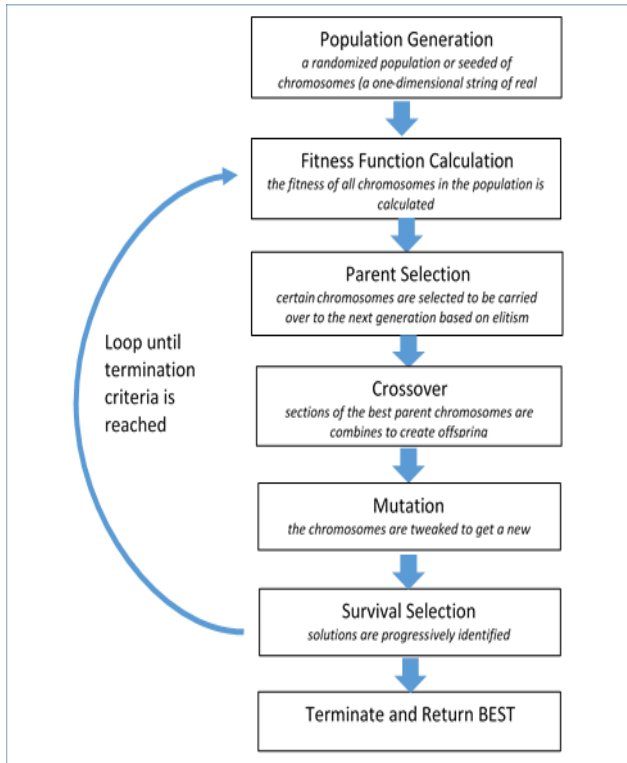 Population Generation
a randomized population or seeded of
chromosomes (a one-dimensional string of real
Fitness Function Calculation
the fitness of all chromosomes in the population is
calculated
Parent Selection
certain chromosomes are selected to be carried
over to the next generation based on elitism
Loop until
termination
criteria is
reached
Crossover
sections of the best parent chromosomes are
combines to create offspring
Mutation
the chromosomes are tweaked to get a new
Survival Selection
solutions are progressively identified
Terminate and Return BEST